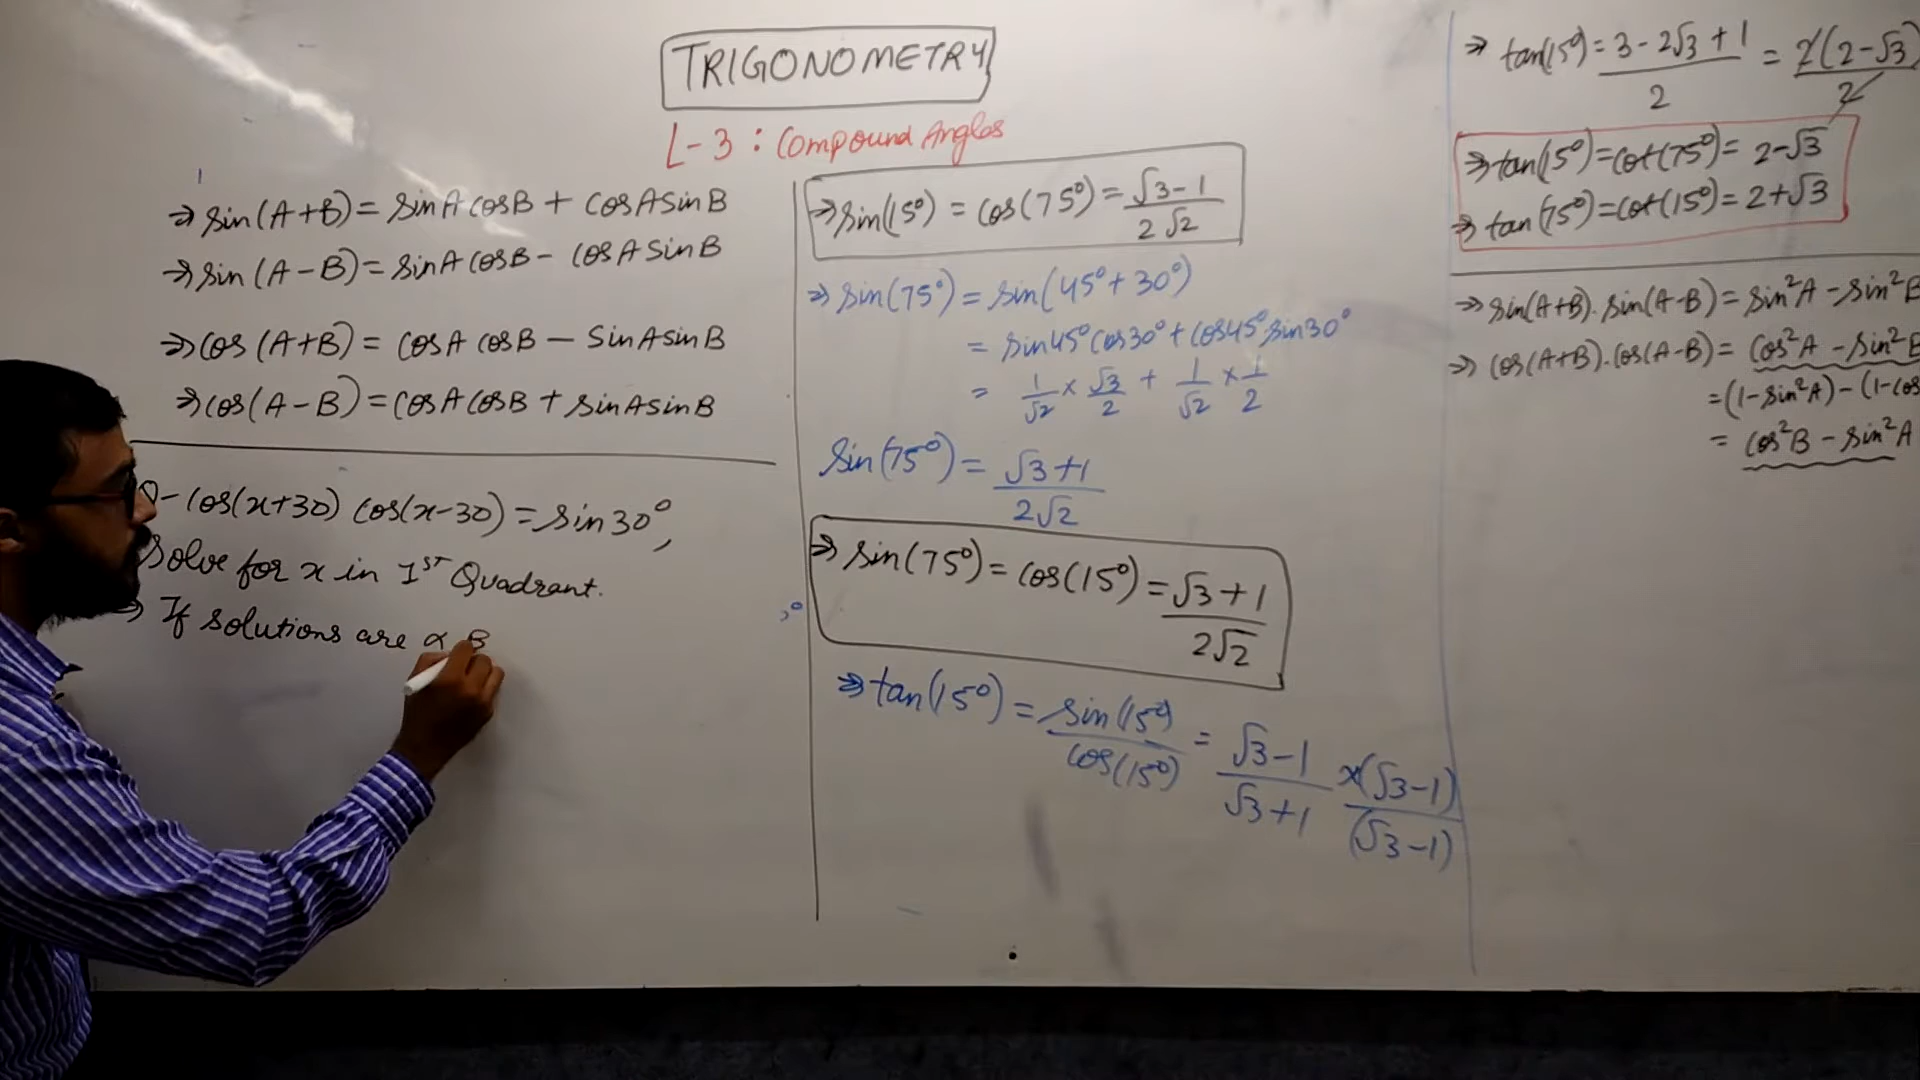 TRIGONOMETRY
L-3 : Compound Angles
⇒ sin(A+B) = sinA cosB + cosA sinB
⇒ sin(A-B) = sinA cosB - cosA sinB
⇒ cos(A+B) = cosA cosB - sinA sinB
⇒ cos(A-B) = cosA cosB + sinA sinB
Q- cos(x+30) cos(x-30) = sin30°,
solve for x in 1ST Quadrant.
⇒ If solutions are α β
⇒ sin(15°) = cos(75°) = (√3-1)/(2√2)
⇒ sin(75°) = sin(45°+30°)
= sin45° cos30° + cos45° sin30°
= 1/√2 × √3/2 + 1/√2 × 1/2
sin(75°) = (√3+1)/(2√2)
⇒ sin(75°) = cos(15°) = (√3+1)/(2√2)
⇒ tan(15°) = sin(15°)/cos(15°) = (√3-1)/(√3+1) × (√3-1)/(√3-1)
⇒ tan(15°) = (3-2√3+1)/2 = 2(2-√3)/2
⇒ tan(15°) = cot(75°) = 2-√3
⇒ tan(75°) = cot(15°) = 2+√3
⇒ sin(A+B). sin(A-B) = sin²A - sin²B
⇒ cos(A+B). cos(A-B) = cos²A - sin²B
= (1-sin²A) - (1-cos
= cos²B - sin²A